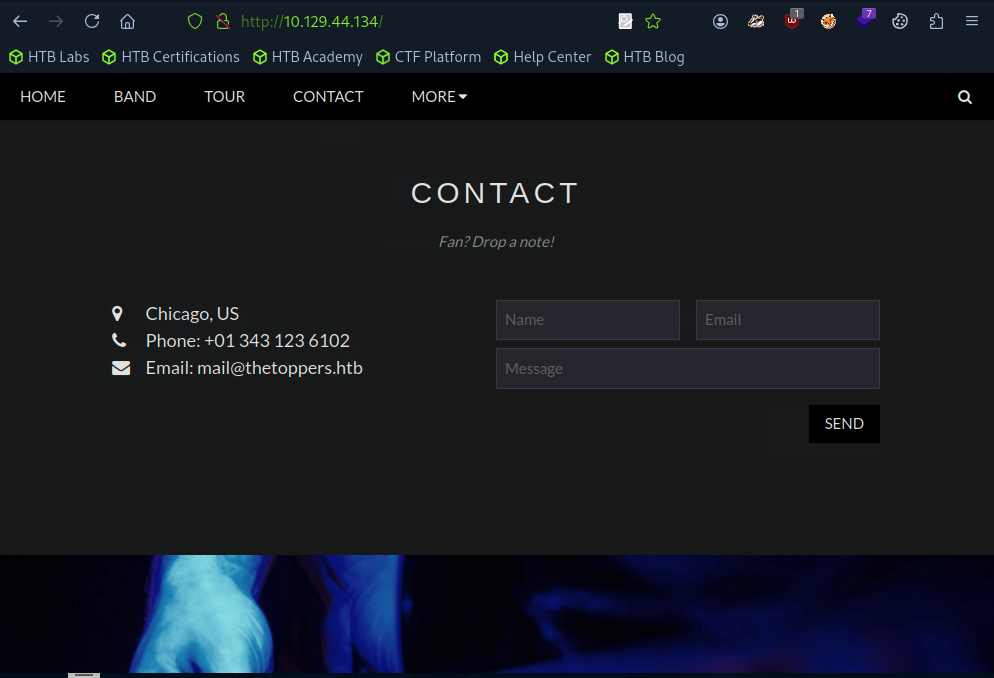 http://10.129.44.134/
1
7
HTB Labs HTB Certifications HTB Academy CTF Platform Help Center HTB Blog
HOME BAND TOUR CONTACT MORE
CONTACT
Fan? Drop a note!
Chicago, US
Phone: +01 343 123 6102
Email: mail@thetoppers.htb
Name Email
Message
SEND